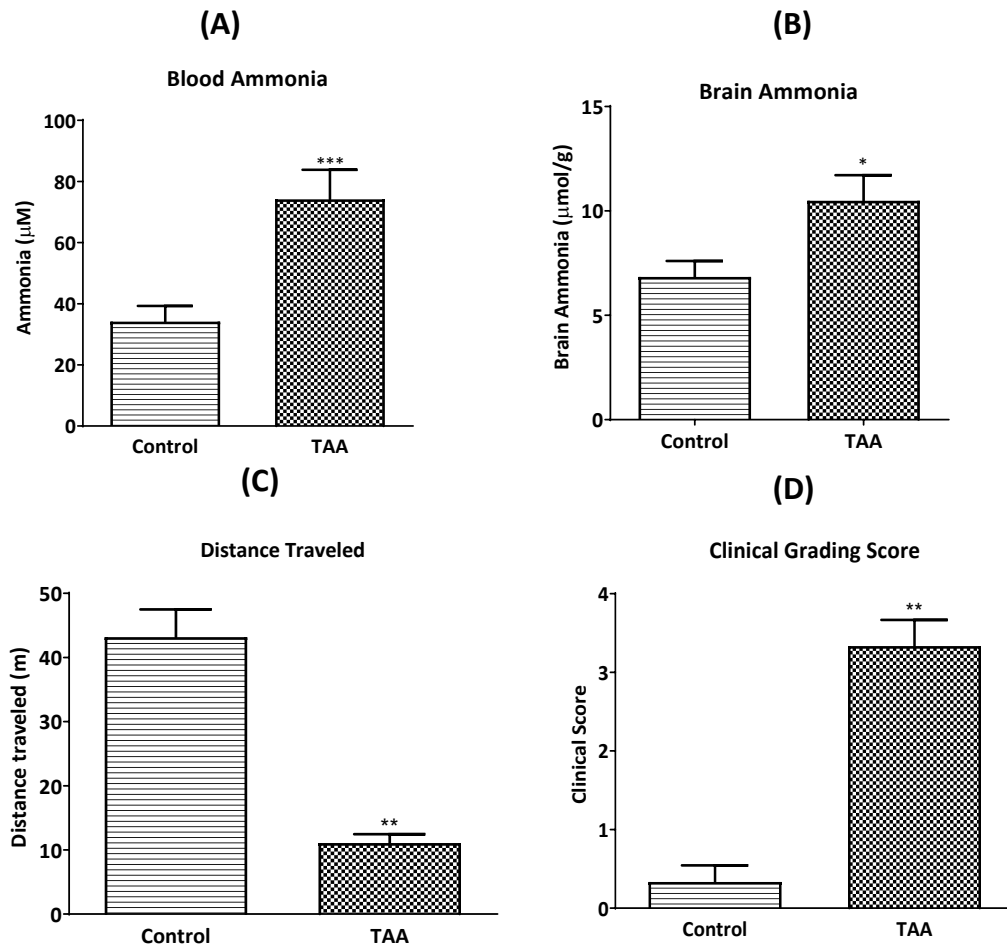 (A)
Blood Ammonia
Ammonia (μM)
100
80
60
40
20
0
***
Control
TAA
(B)
Brain Ammonia
Brain Ammonia (μmol/g)
15
10
5
0
*
Control
TAA
(C)
Distance Traveled
Distance traveled (m)
50
40
30
20
10
0
**
Control
TAA
(D)
Clinical Grading Score
Clinical Score
4
3
2
1
0
**
Control
TAA